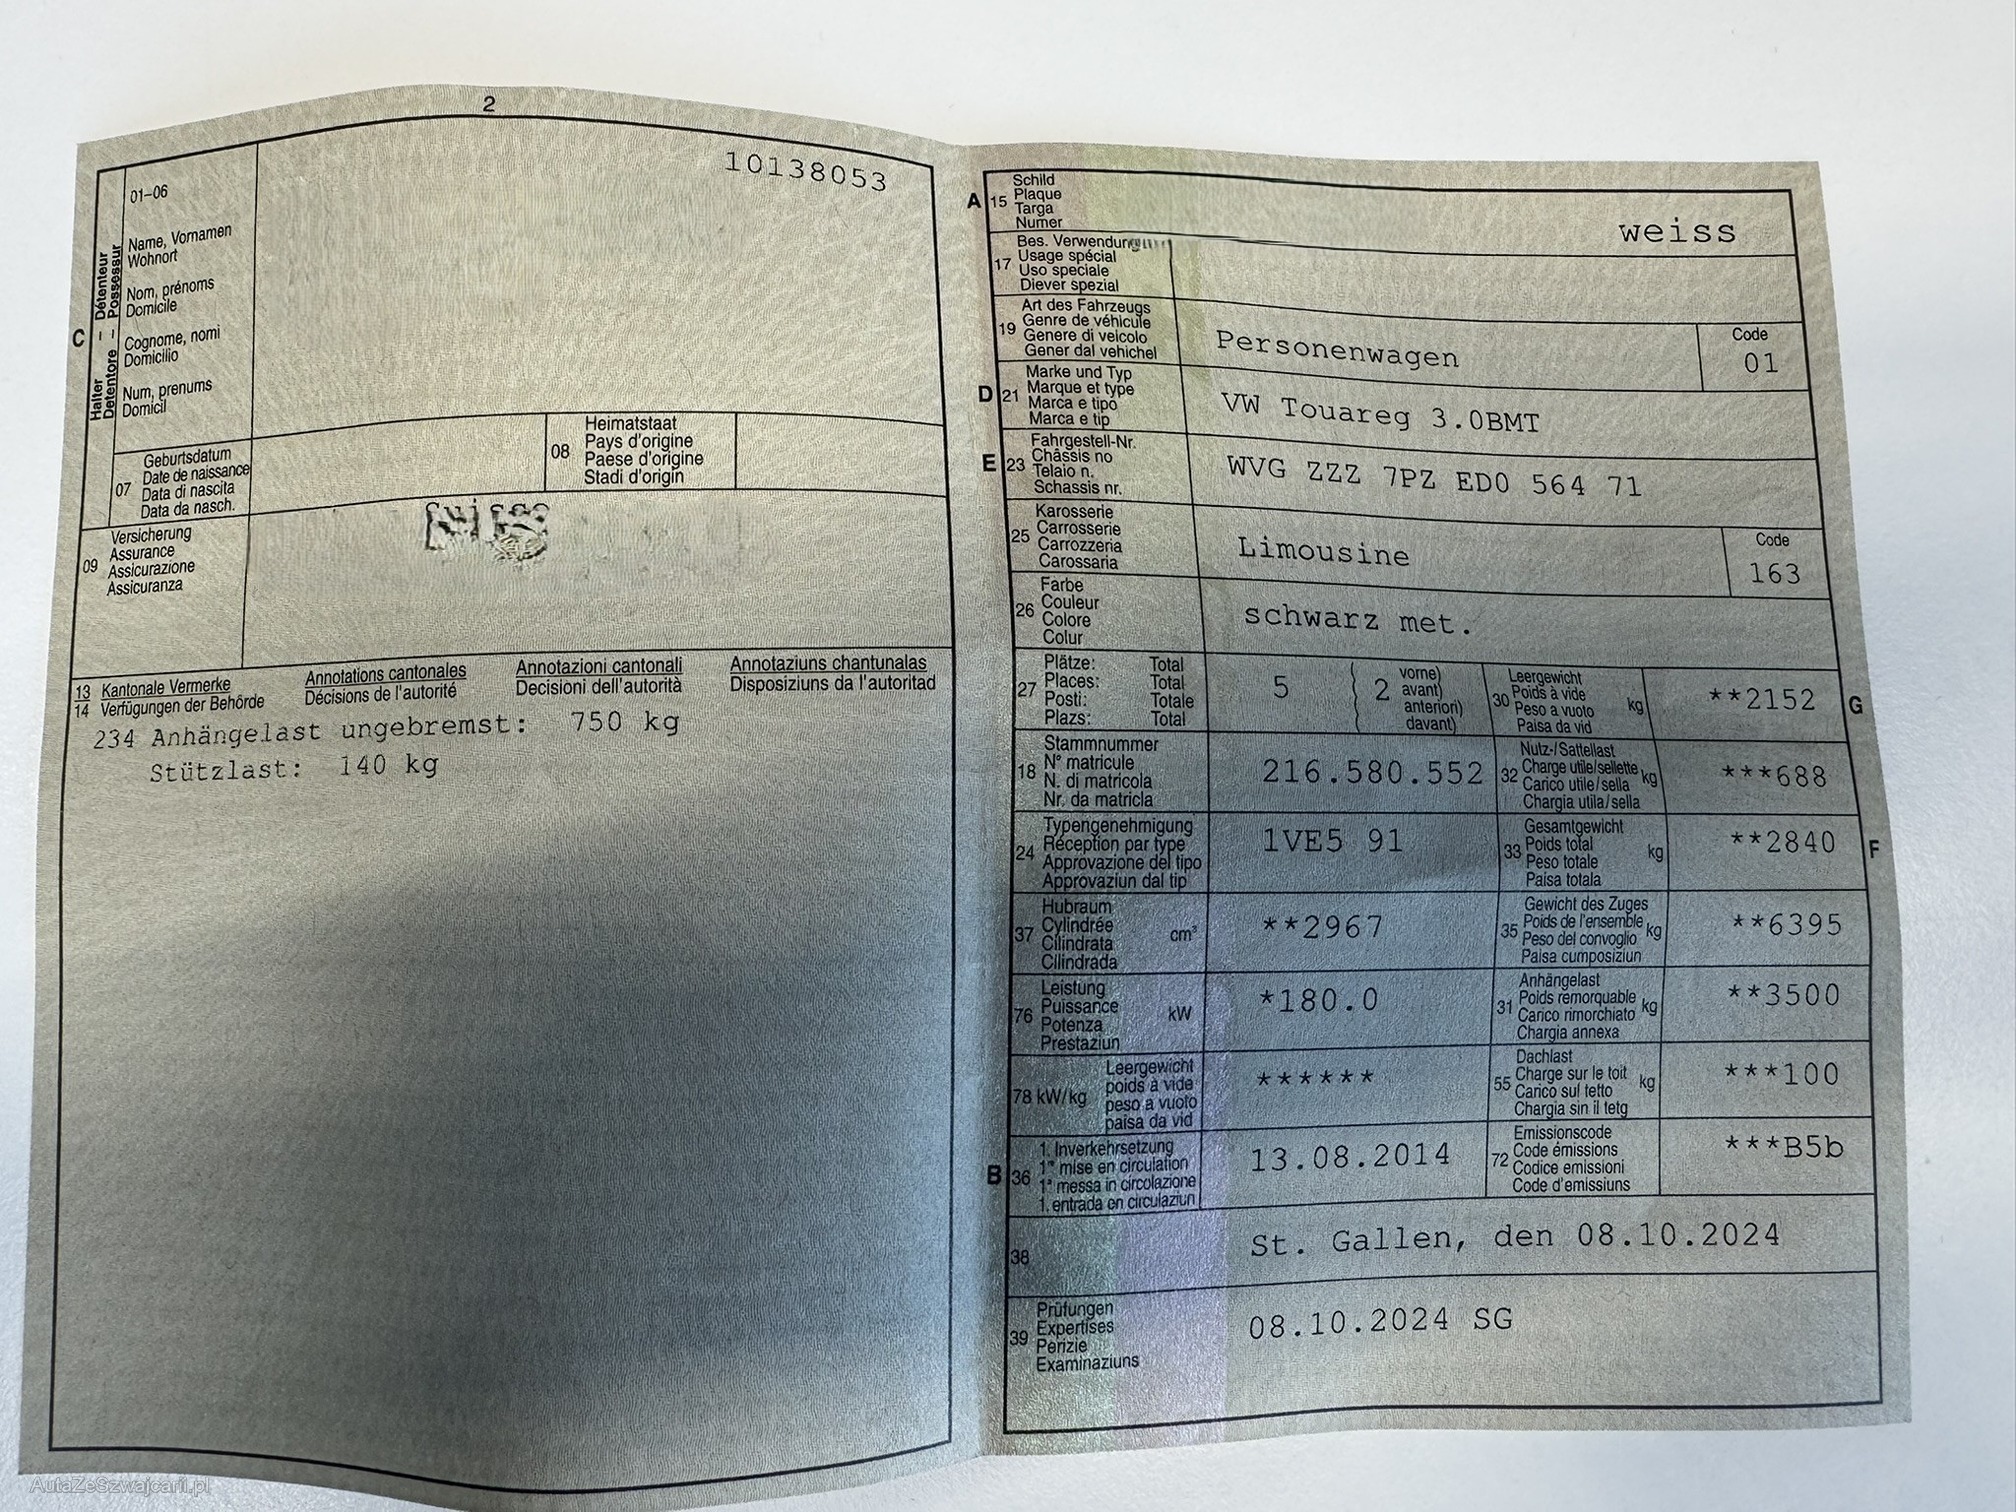 2
10138053
01–06
Name, Vornamen
Wohnort
Nom, prénoms
Domicile
Cognome, nomi
Domicilio
Num, prenums
Domicil
C
Halter – Détenteur
Detentore – Possessur
07
Geburtsdatum
Date de naissance
Data di nascita
Data da nasch.
08
Heimatstaat
Pays d'origine
Paese d'origine
Stadi d'origin
09
Versicherung
Assurance
Assicurazione
Assicuranza
13
14
Kantonale Vermerke
Verfügungen der Behörde
Annotations cantonales
Décisions de l'autorité
Annotazioni cantonali
Decisioni dell'autorità
Annotaziuns chantunalas
Disposiziuns da l'autoritad
234 Anhängelast ungebremst: 750 kg
Stützlast: 140 kg
A 15
Schild
Plaque
Targa
Numer
weiss
17
Bes. Verwendung
Usage spécial
Uso speciale
Diever spezial
19
Art des Fahrzeugs
Genre de véhicule
Genere di veicolo
Gener dal vehichel
Personenwagen
Code
01
D 21
Marke und Typ
Marque et type
Marca e tipo
Marca e tip
VW Touareg 3.0BMT
E 23
Fahrgestell-Nr.
Châssis no
Telaio n.
Schassis nr.
WVG ZZZ 7PZ ED0 564 71
25
Karosserie
Carrosserie
Carrozzeria
Carossaria
Limousine
Code
163
26
Farbe
Couleur
Colore
Colur
schwarz met.
27
Plätze: Total
Places: Total
Posti: Totale
Plazs: Total
5 ( 2
vorne)
avant)
anteriori)
davant)
30
Leergewicht
Poids à vide
Peso a vuoto
Paisa da vid
kg
**2152
G
18
Stammnummer
N° matricule
N. di matricola
Nr. da matricla
216.580.552
32
Nutz-/Sattellast
Charge utile/sellette
Carico utile/sella
Chargia utila/sella
kg
***688
24
Typengenehmigung
Réception par type
Approvazione del tipo
Approvaziun dal tip
1VE5 91
33
Gesamtgewicht
Poids total
Peso totale
Paisa totala
kg
**2840
F
37
Hubraum
Cylindrée
Cilindrata
Cilindrada
cm³
**2967
35
Gewicht des Zuges
Poids de l'ensemble
Peso del convoglio
Paisa cumposiziun
kg
**6395
76
Leistung
Puissance
Potenza
Prestaziun
kW
*180.0
31
Anhängelast
Poids remorquable
Carico rimorchiato
Chargia annexa
kg
**3500
78 kW/kg
Leergewicht
poids à vide
peso a vuoto
paisa da vid
******
55
Dachlast
Charge sur le toit
Carico sul tetto
Chargia sin il tetg
kg
***100
B 36
1. Inverkehrsetzung
1re mise en circulation
1a messa in circolazione
1. entrada en circulaziun
13.08.2014
72
Emissionscode
Code émissions
Codice emissioni
Code d'emissiuns
***B5b
38
St. Gallen, den 08.10.2024
39
Prüfungen
Expertises
Perizie
Examinaziuns
08.10.2024 SG
AutaZeSzwajcarii.pl